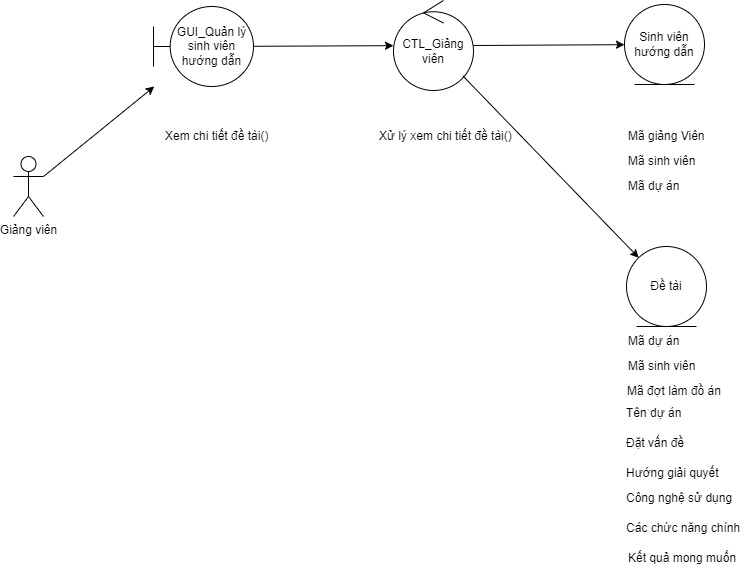 GUI_Quản lý
sinh viên
hướng dẫn
CTL_Giảng
viên
Sinh viên
hướng dẫn
Xem chi tiết đề tài()
Xử lý xem chi tiết đề tài()
Mã giảng Viên
Mã sinh viên
Mã dự án
Giảng viên
Đề tài
Mã dự án
Mã sinh viên
Mã đợt làm đồ án
Tên dự án
Đặt vấn đề
Hướng giải quyết
Công nghệ sử dụng
Các chức năng chính
Kết quả mong muốn